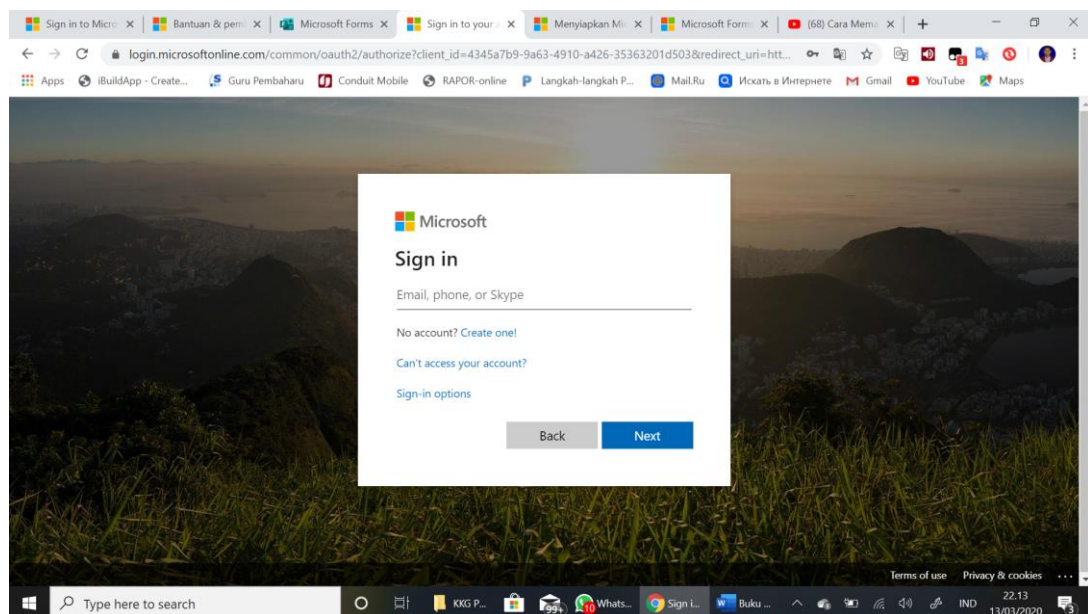 Sign in to Micro
Bantuan & pemi
Microsoft Forms
Sign in to your a
Menyiapkan Mic
Microsoft Form
(68) Cara Mema
login.microsoftonline.com/common/oauth2/authorize?client_id=4345a7b9-9a63-4910-a426-35363201d503&redirect_uri=htt...
Apps
iBuildApp - Create...
Guru Pembaharu
Conduit Mobile
RAPOR-online
Langkah-langkah P...
Mail.Ru
Искать в Интернете
Gmail
YouTube
Maps
Microsoft
Sign in
Email, phone, or Skype
No account? Create one!
Can't access your account?
Sign-in options
Back
Next
Terms of use
Privacy & cookies
...
Type here to search
KKG P...
99+
10
Whats...
Sign i...
Buku ...
IND
22.13
13/03/2020
3